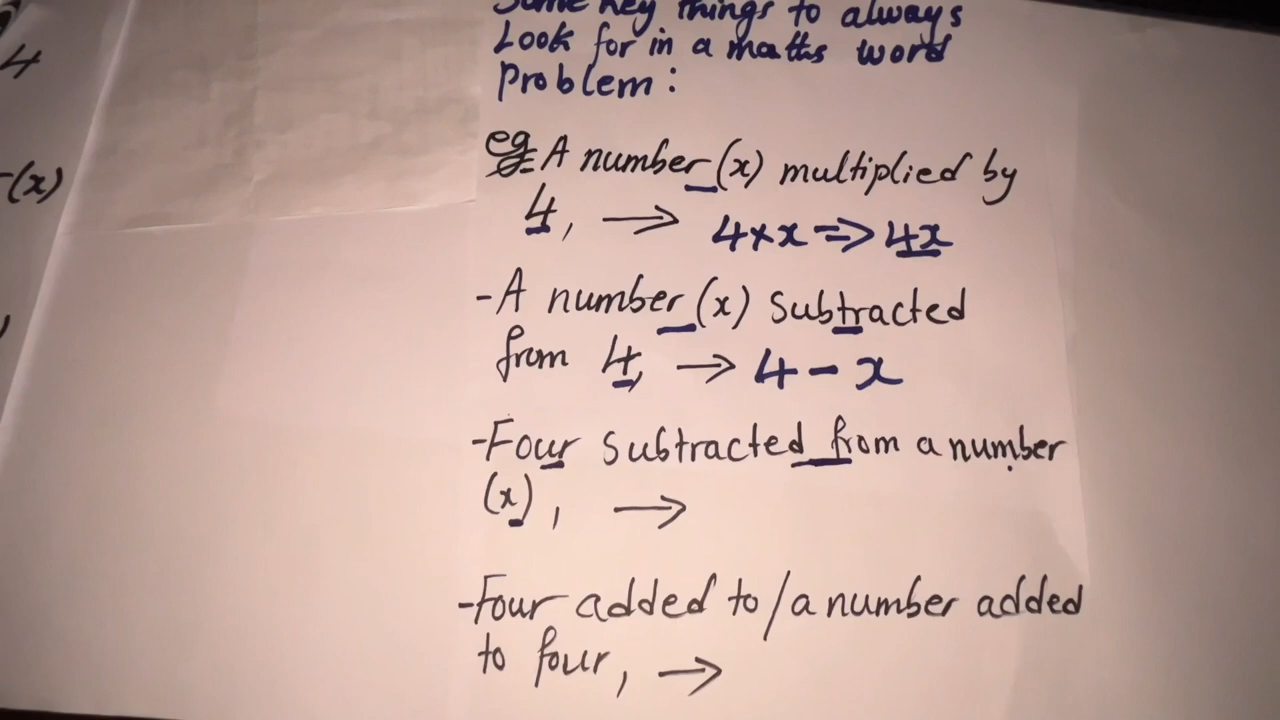 4
(x)
Some key things to always
Look for in a maths word
problem :
eg. A number (x) multiplied by
4, → 4×x ⇒ 4x
- A number (x) Subtracted
from 4, → 4 - x
- Four subtracted from a number
(x), →
- Four added to / a number added
to four, →